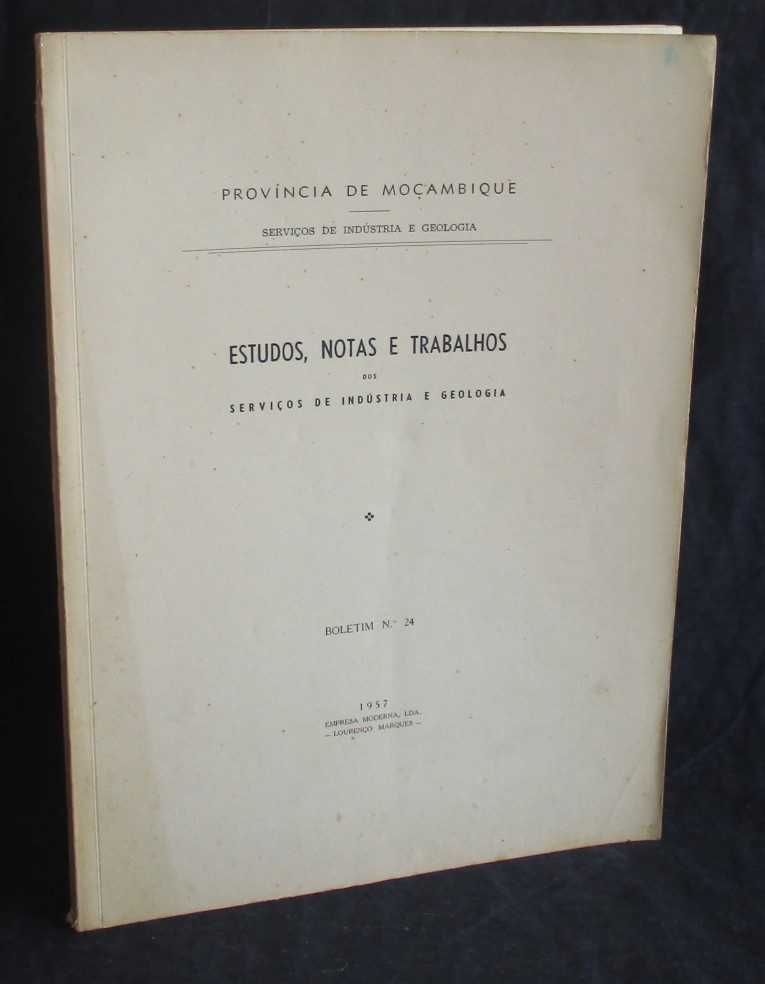 PROVÍNCIA DE MOÇAMBIQUE
SERVIÇOS DE INDÚSTRIA E GEOLOGIA
ESTUDOS, NOTAS E TRABALHOS
DOS
SERVIÇOS DE INDÚSTRIA E GEOLOGIA
BOLETIM N.º 24
1957
EMPRESA MODERNA, LDA.
— LOURENÇO MARQUES —